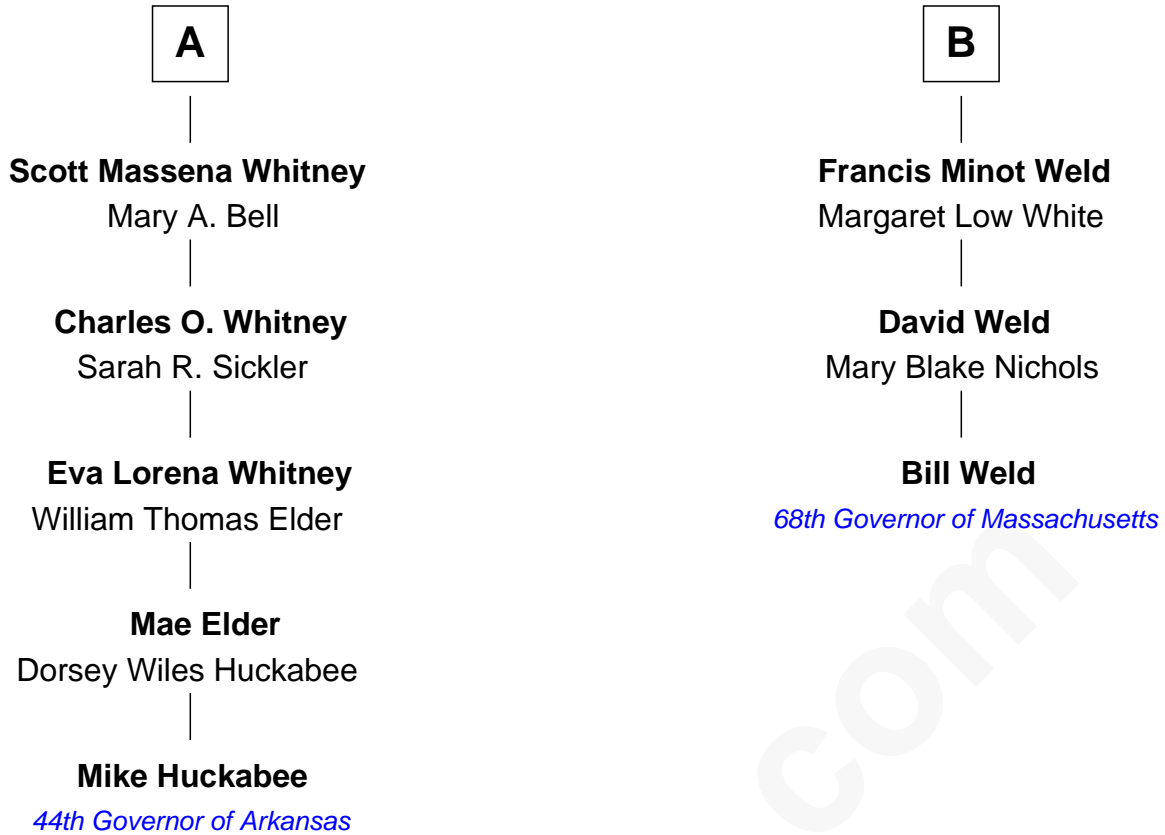 A
Scott Massena Whitney
Mary A. Bell
Charles O. Whitney
Sarah R. Sickler
Eva Lorena Whitney
William Thomas Elder
Mae Elder
Dorsey Wiles Huckabee
Mike Huckabee
44th Governor of Arkansas
B
Francis Minot Weld
Margaret Low White
David Weld
Mary Blake Nichols
Bill Weld
68th Governor of Massachusetts
com